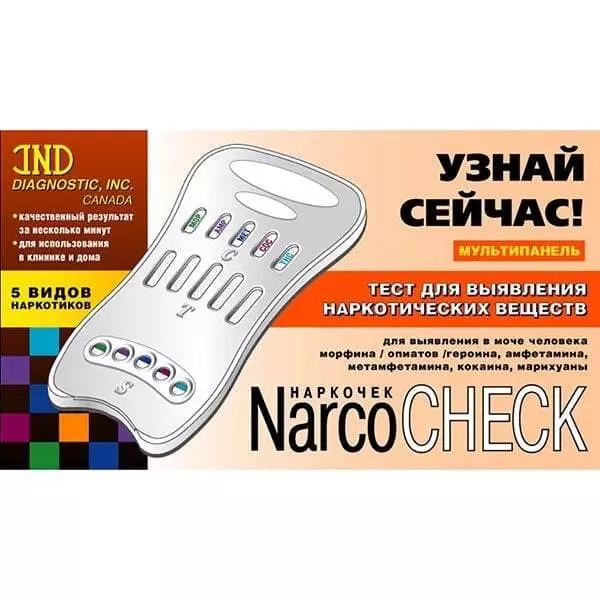 IND
DIAGNOSTIC, INC.
CANADA
• качественный результат
за несколько минут
• для использования
в клинике и дома
5 ВИДОВ
НАРКОТИКОВ
MOP
AMP
MET
COC
THC
C
T
S
УЗНАЙ
СЕЙЧАС!
МУЛЬТИПАНЕЛЬ
ТЕСТ ДЛЯ ВЫЯВЛЕНИЯ
НАРКОТИЧЕСКИХ ВЕЩЕСТВ
для выявления в моче человека
морфина / опиатов /героина, амфетамина,
метамфетамина, кокаина, марихуаны
НАРКОЧЕК
NarcoCHECK